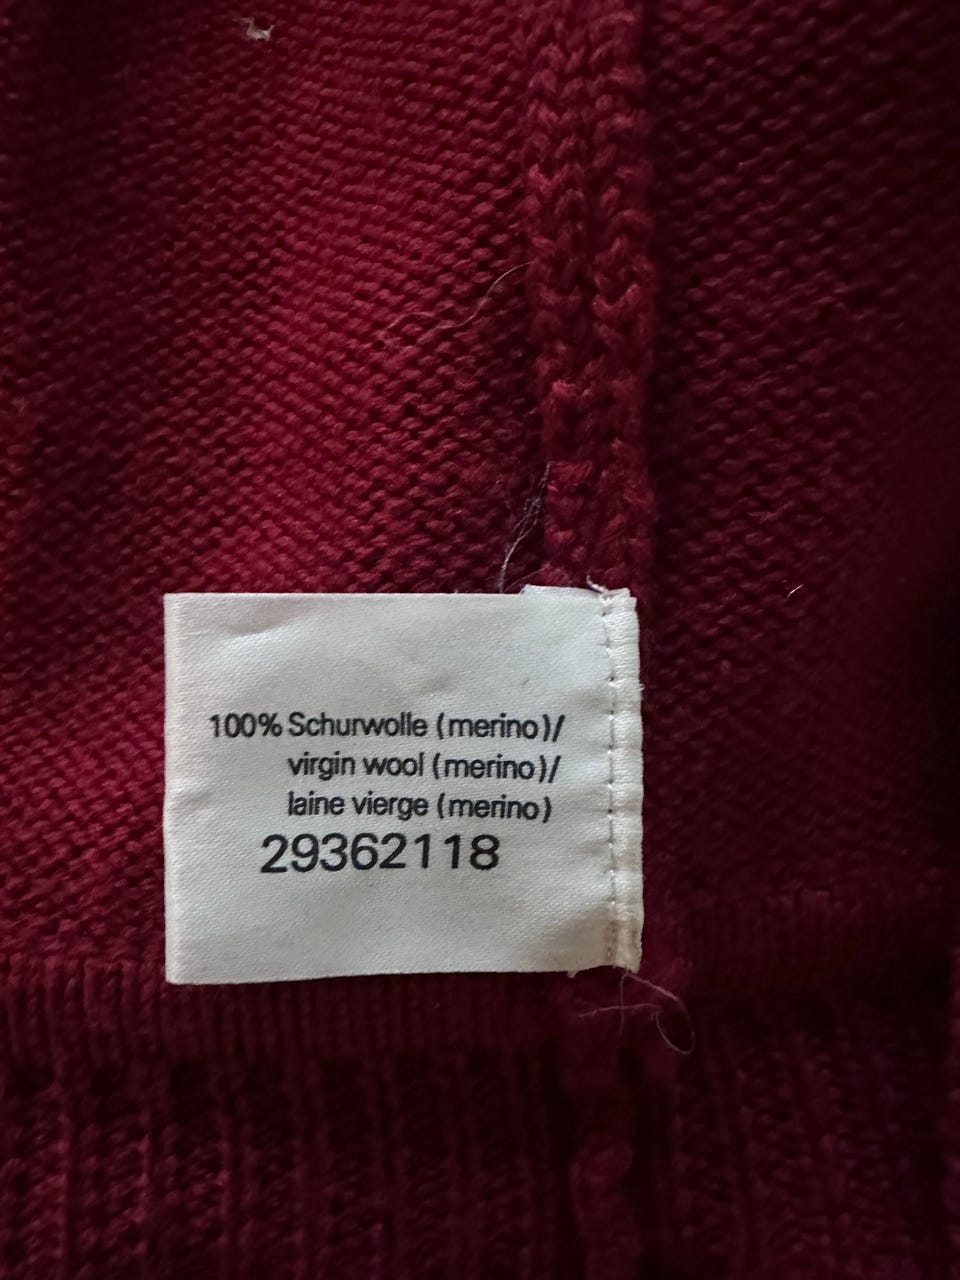 100% Schurwolle (merino)/
virgin wool (merino)/
laine vierge (merino)
29362118